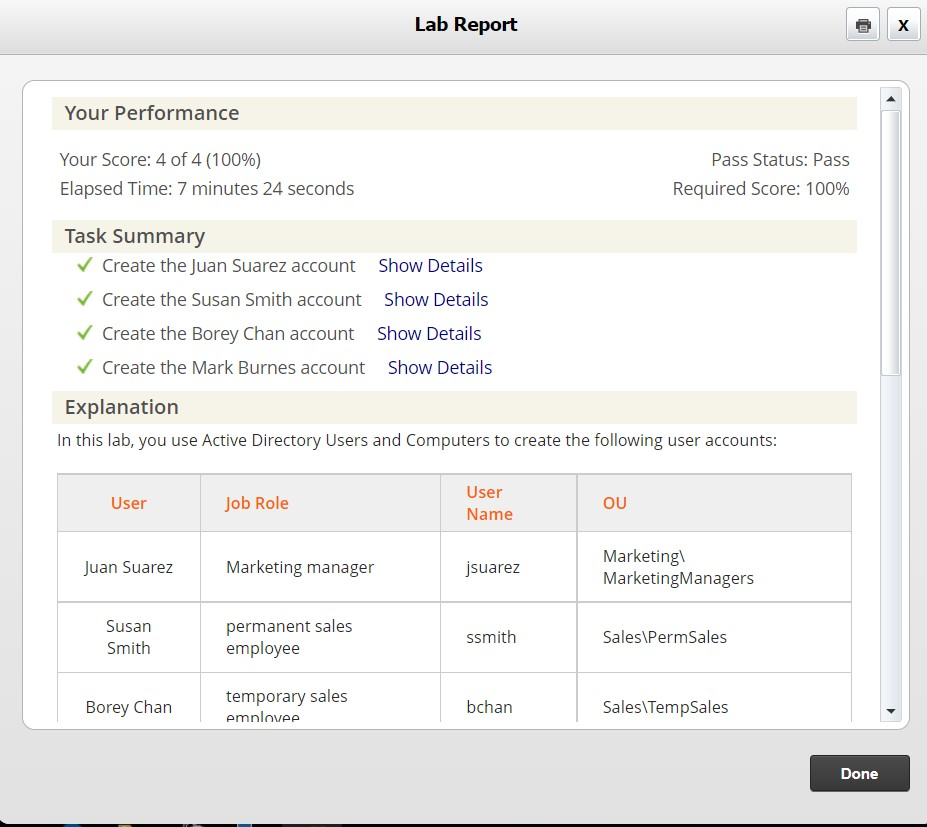 Lab Report
X
Your Performance
Your Score: 4 of 4 (100%)
Pass Status: Pass
Elapsed Time: 7 minutes 24 seconds
Required Score: 100%
Task Summary
Create the Juan Suarez account Show Details
Create the Susan Smith account Show Details
Create the Borey Chan account Show Details
Create the Mark Burnes account Show Details
Explanation
In this lab, you use Active Directory Users and Computers to create the following user accounts:
User
Job Role
User
Name
OU
Juan Suarez
Marketing manager
jsuarez
Marketing\
MarketingManagers
Susan
Smith
permanent sales
employee
ssmith
Sales\PermSales
Borey Chan
temporary sales
employee
bchan
Sales\TempSales
Done